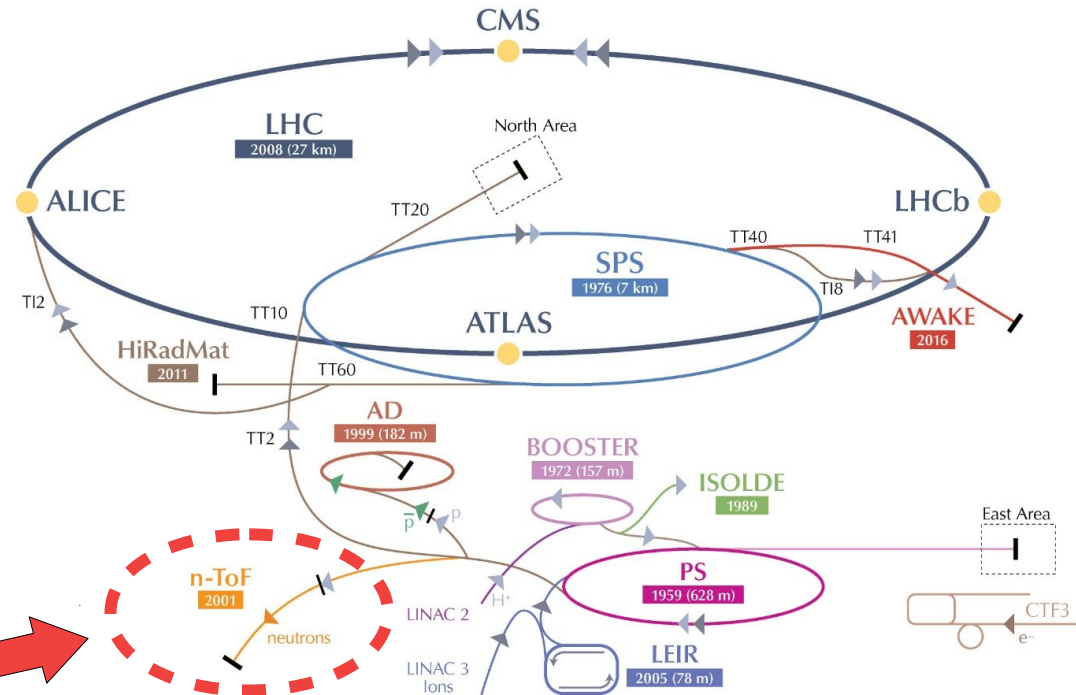 CMS
LHC
2008 (27 km)
North Area
ALICE
TT20
LHCb
TT40
TT41
SPS
1976 (7 km)
TI2
TI8
TT10
ATLAS
AWAKE
2016
HiRadMat
2011
TT60
AD
1999 (182 m)
TT2
BOOSTER
1972 (157 m)
ISOLDE
1989
p
p̅
East Area
n-ToF
2001
PS
1959 (628 m)
H⁺
LINAC 2
neutrons
CTF3
e⁻
LEIR
2005 (78 m)
LINAC 3
Ions